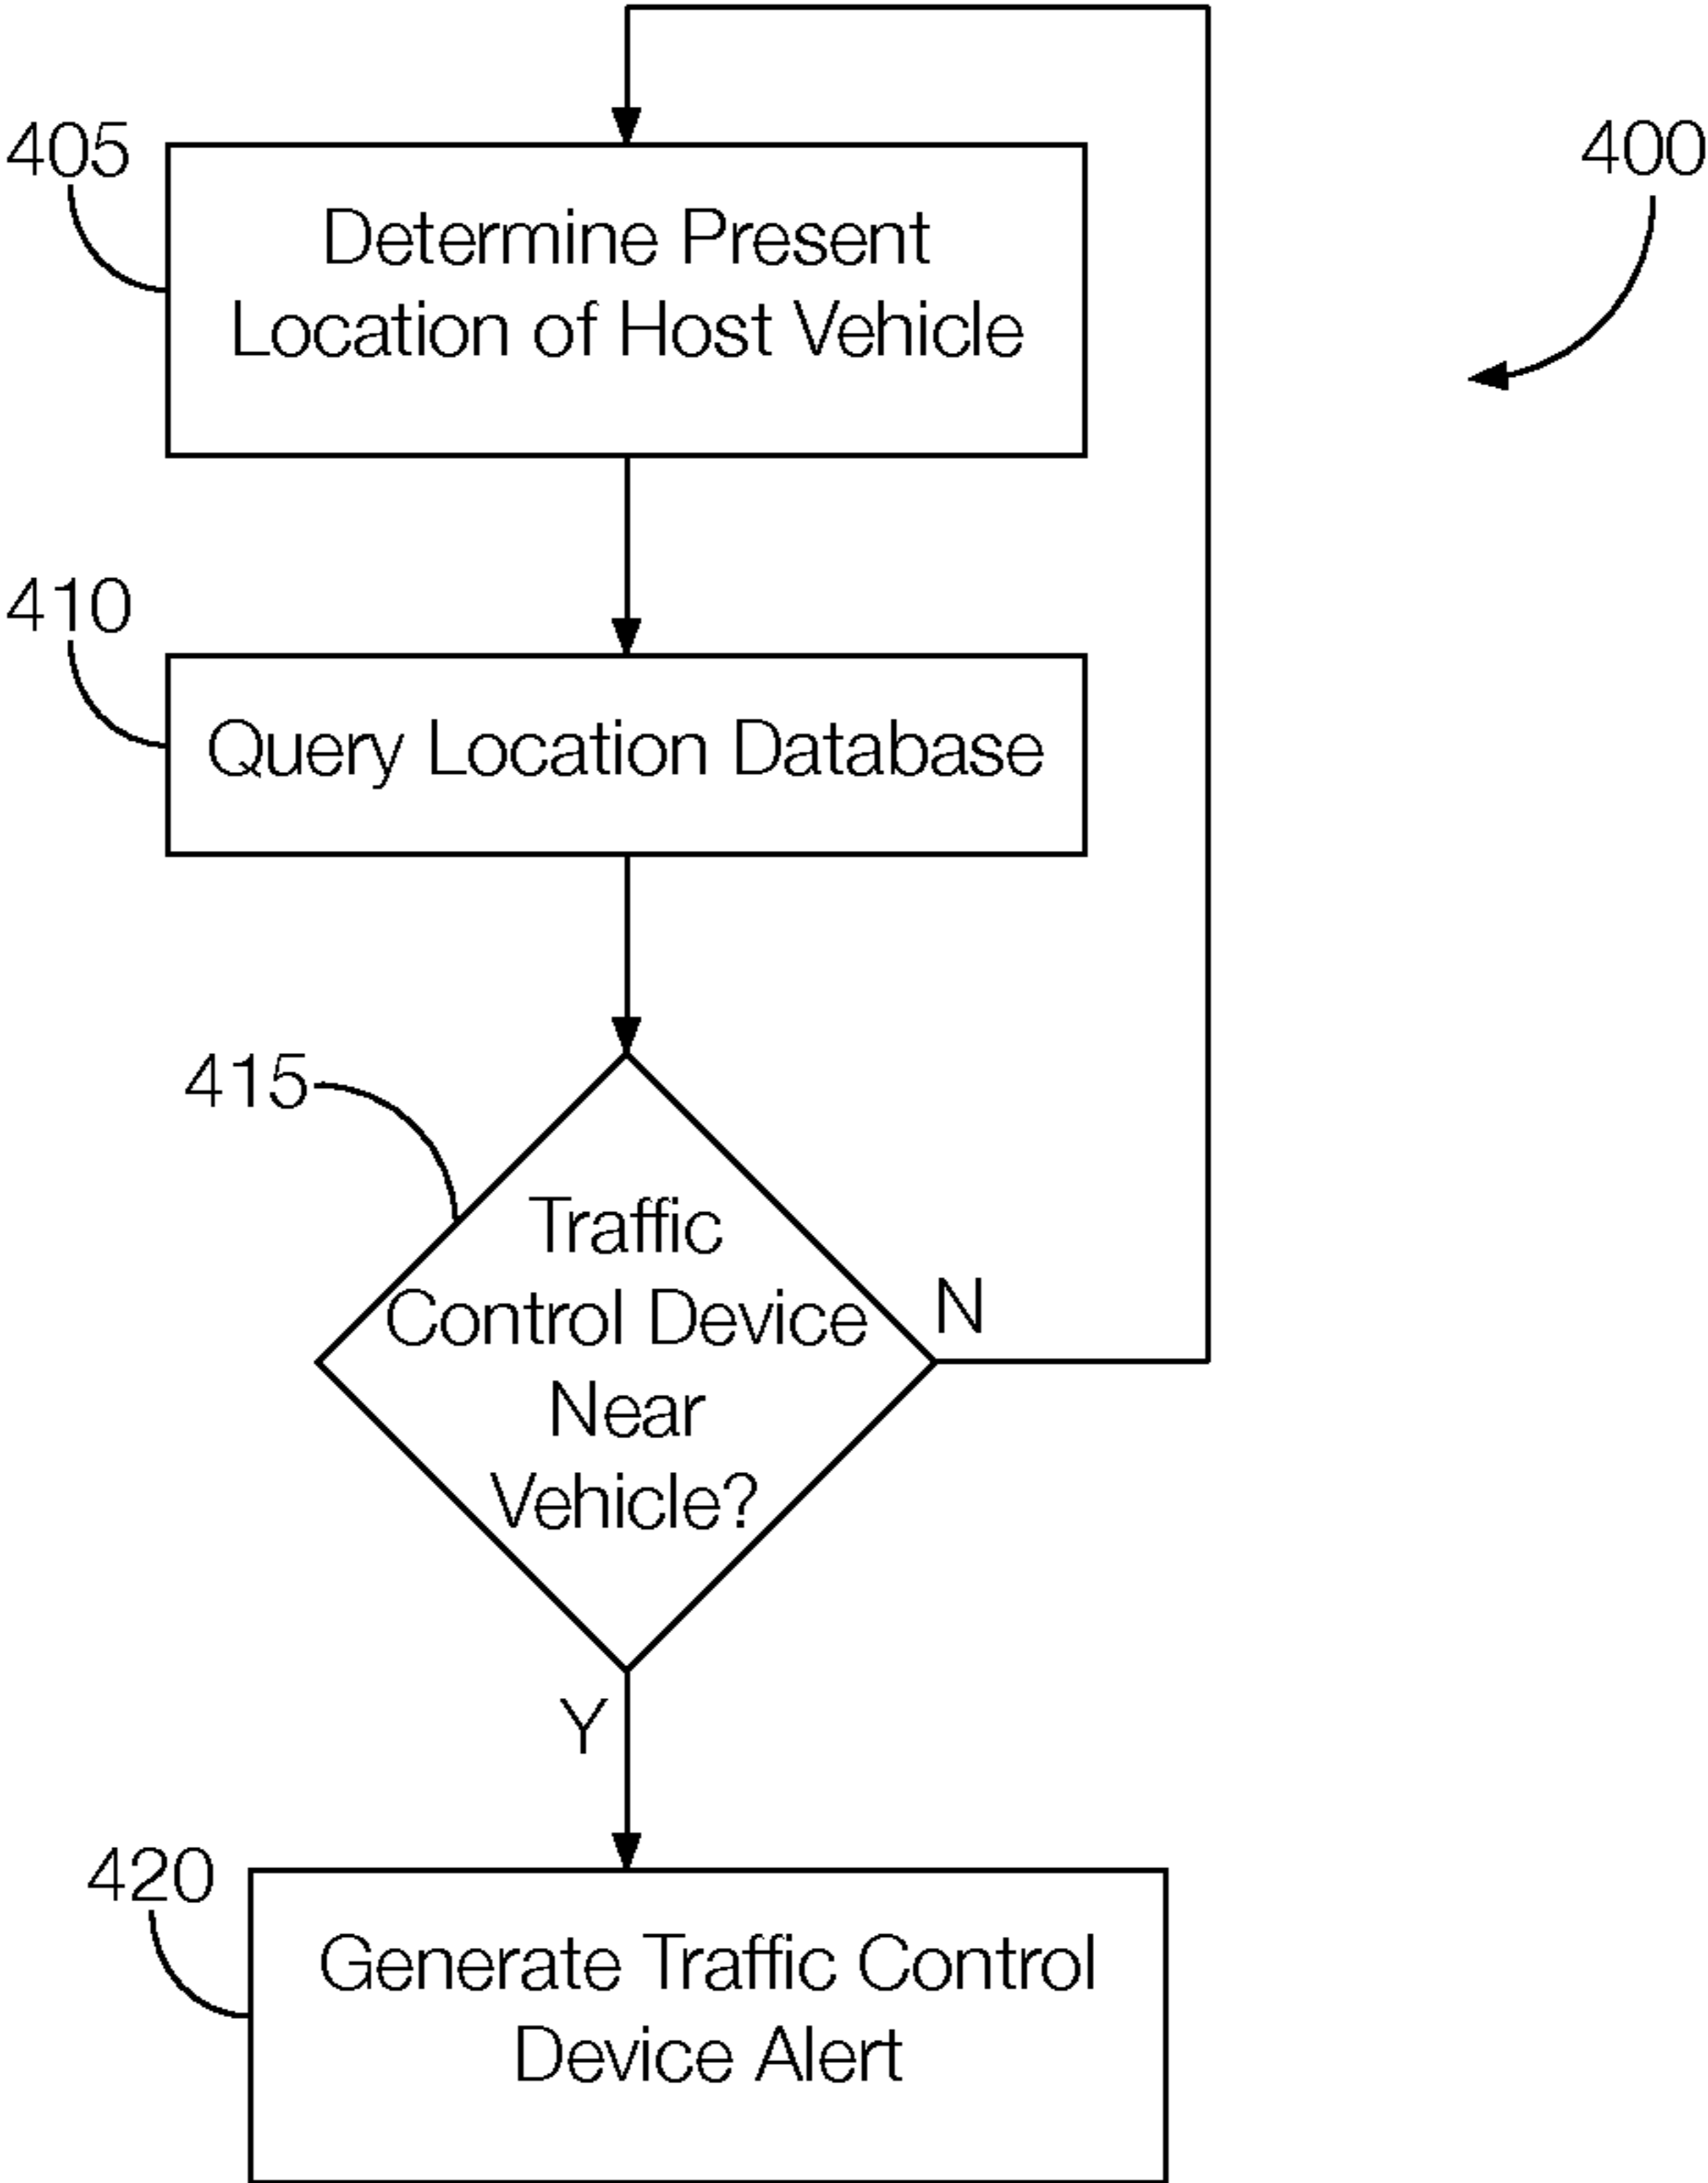 405
400
Determine Present
Location of Host Vehicle
410
Query Location Database
415
Traffic
Control Device
Near
Vehicle?
N
Y
420
Generate Traffic Control
Device Alert